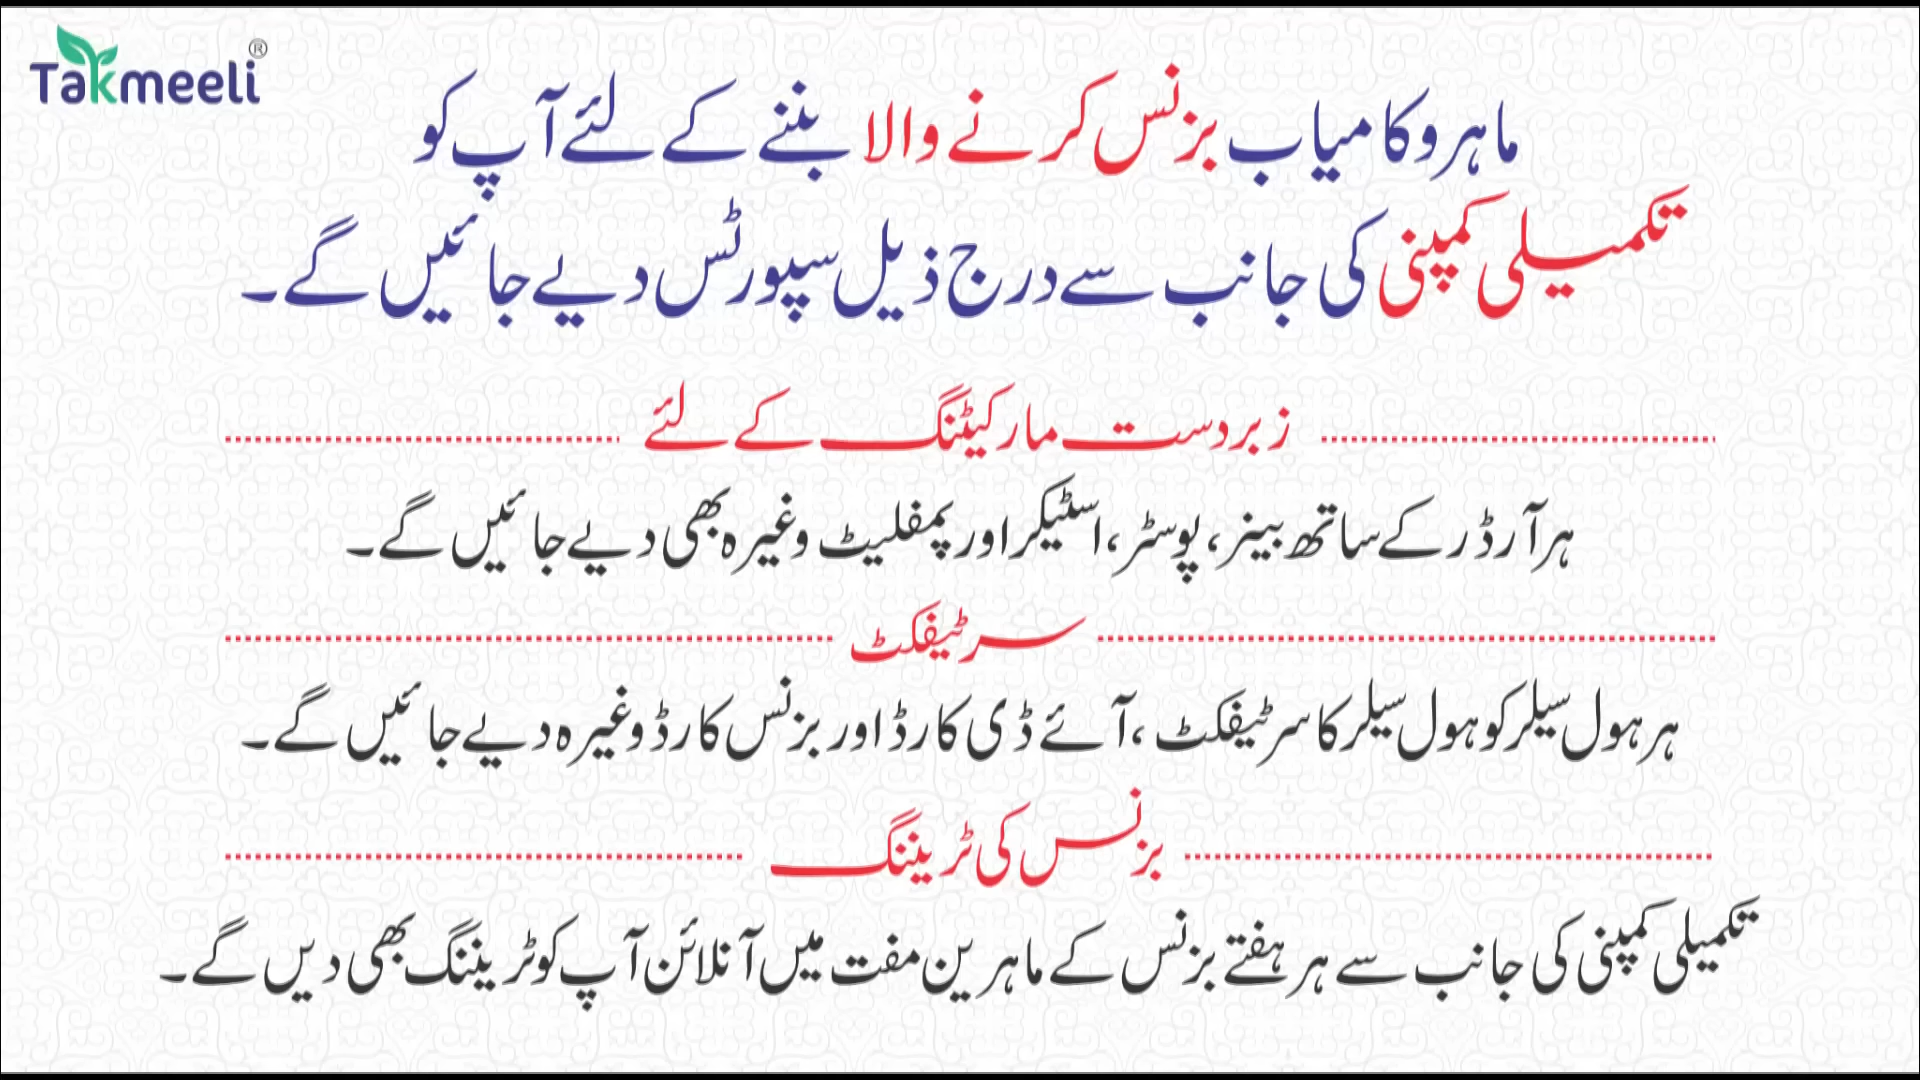 Takmeeli®
ماہر و کامیاب بزنس کرنے والا بننے کے لئے آپ کو
تکمیلی کمپنی کی جانب سے درج ذیل سپورٹس دیے جائیں گے۔
زبردست مارکیٹنگ کے لئے
ہر آرڈر کے ساتھ بینر، پوسٹر، اسٹیکر اور پمفلیٹ وغیرہ بھی دیے جائیں گے۔
سرٹیفکٹ
ہر ہول سیلر کو ہول سیلر کا سرٹیفکٹ، آئے ڈی کارڈ اور بزنس کارڈ وغیرہ دیے جائیں گے۔
بزنس کی ٹریننگ
تکمیلی کمپنی کی جانب سے ہر ہفتے بزنس کے ماہرین مفت میں آنلائن آپ کو ٹریننگ بھی دیں گے۔